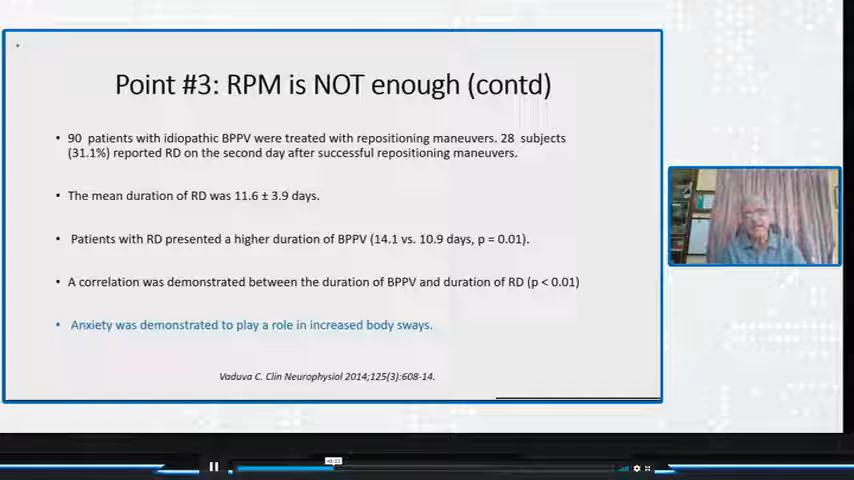 Point #3: RPM is NOT enough (contd)
• 90 patients with idiopathic BPPV were treated with repositioning maneuvers. 28 subjects
(31.1%) reported RD on the second day after successful repositioning maneuvers.
• The mean duration of RD was 11.6 ± 3.9 days.
• Patients with RD presented a higher duration of BPPV (14.1 vs. 10.9 days, p = 0.01).
• A correlation was demonstrated between the duration of BPPV and duration of RD (p < 0.01)
• Anxiety was demonstrated to play a role in increased body sways.
Vaduva C. Clin Neurophysiol 2014;125(3):608-14.